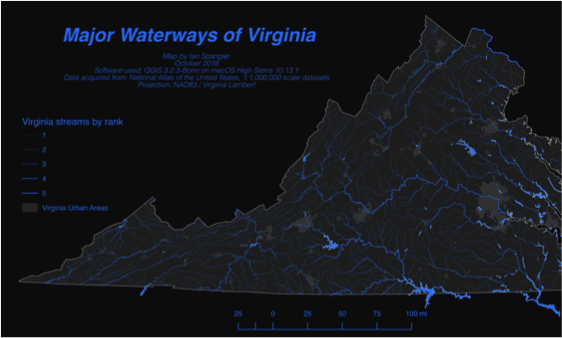 Major Waterways of Virginia
Map by Ian Spangler
October 2018
Software used: QGIS 3.2.3-Bonn on macOS High Sierra 10.13.1
Data acquired from: National Atlas of the United States, 1:1,000,000 scale datasets
Projection: NAD83 / Virginia Lambert
Virginia streams by rank
1
2
3
4
5
Virginia Urban Areas
25 0 25 50 75 100 mi